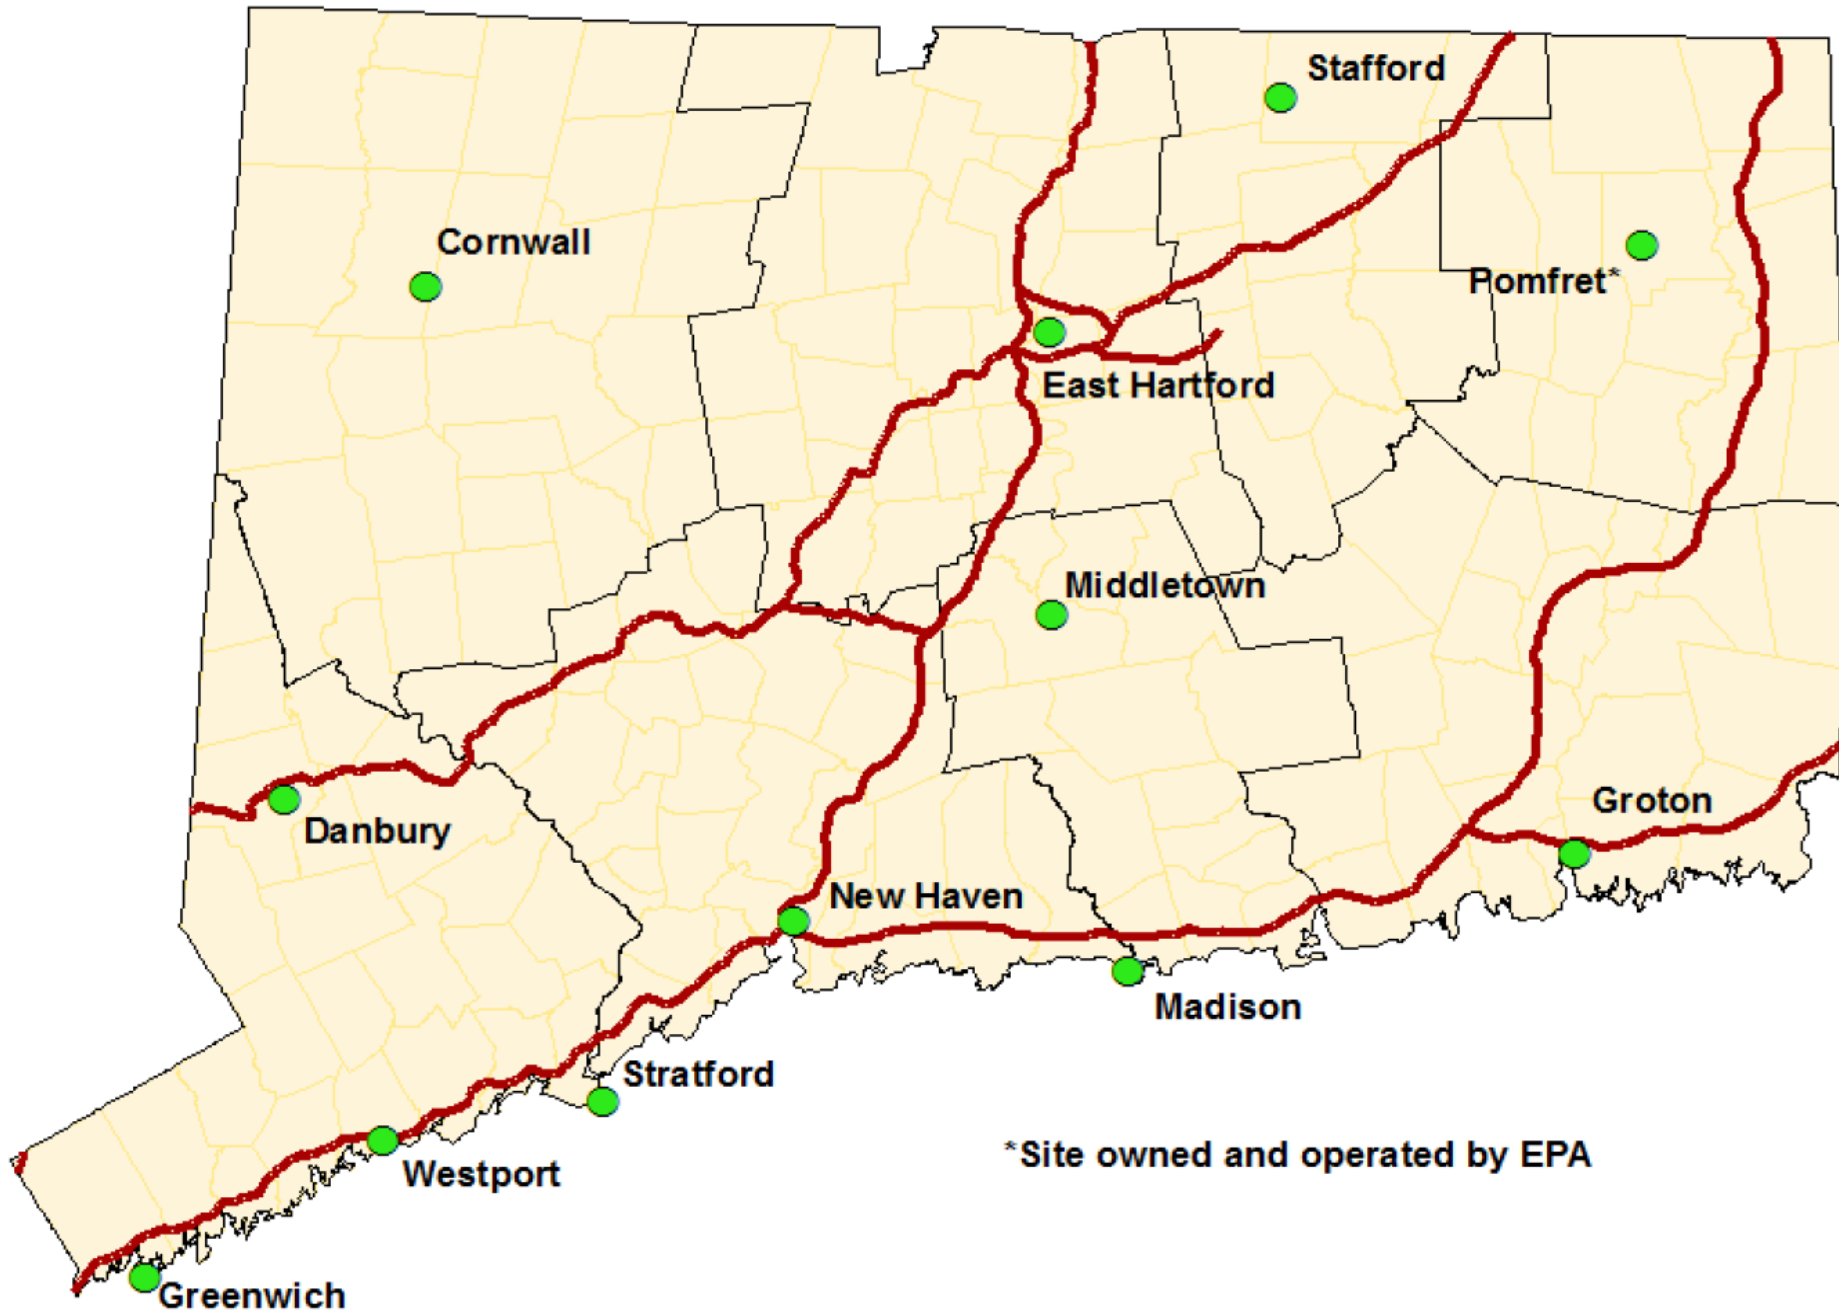 Stafford
Cornwall
Pomfret*
East Hartford
Middletown
Groton
Danbury
New Haven
Madison
Stratford
*Site owned and operated by EPA
Westport
Greenwich